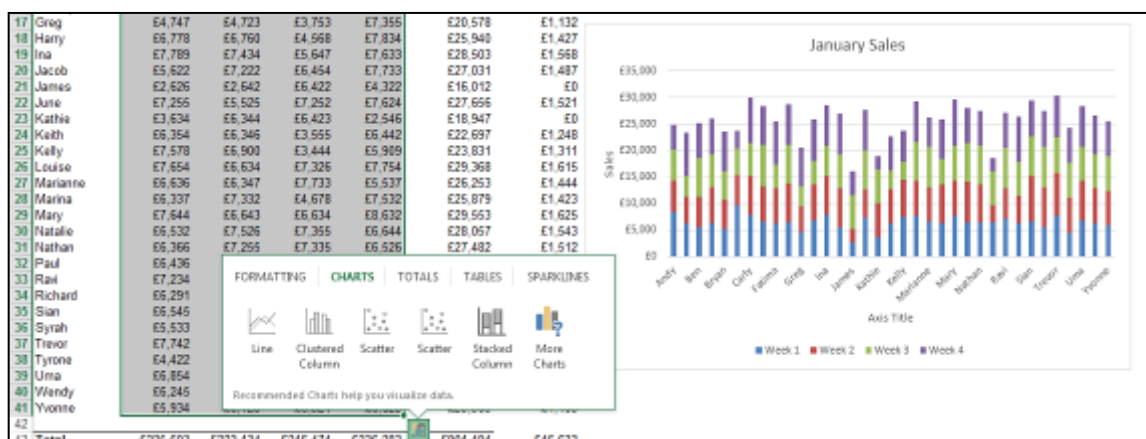 17 Greg £4,747 £4,723 £3,753 £7,355 £20,578 £1,132
18 Harry £6,778 £6,760 £4,568 £7,834 £25,940 £1,427
19 Ina £7,789 £7,434 £5,647 £7,633 £28,503 £1,568
20 Jacob £5,622 £7,222 £6,454 £7,733 £27,031 £1,487
21 James £2,626 £2,642 £6,422 £4,322 £16,012 £0
22 June £7,255 £5,525 £7,252 £7,624 £27,656 £1,521
23 Kathie £3,634 £6,344 £6,423 £2,546 £18,947 £0
24 Keith £6,354 £6,346 £3,555 £6,442 £22,697 £1,248
25 Kelly £7,578 £6,900 £3,444 £5,909 £23,831 £1,311
26 Louise £7,654 £6,634 £7,326 £7,754 £29,368 £1,615
27 Marianne £6,636 £6,347 £7,733 £5,537 £26,253 £1,444
28 Marina £6,337 £7,332 £4,678 £7,532 £25,879 £1,423
29 Mary £7,644 £6,643 £6,634 £8,632 £29,553 £1,625
30 Natalie £6,532 £7,526 £7,355 £6,644 £28,057 £1,543
31 Nathan £6,366 £7,255 £7,335 £6,526 £27,482 £1,512
32 Paul £6,436
33 Ravi £7,234
34 Richard £6,291
35 Sian £6,545
36 Syrah £5,533
37 Trevor £7,742
38 Tyrone £4,422
39 Uma £6,854
40 Wendy £6,245
41 Yvonne £5,934
42
FORMATTING CHARTS TOTALS TABLES SPARKLINES
Line Clustered Column Scatter Scatter Stacked Column More Charts
Recommended Charts help you visualize data.
January Sales
£35,000
£30,000
£25,000
£20,000
£15,000
£10,000
£5,000
£0
Sales
Andy Ben Bryan Carly Fatima Greg Ina James Kathie Kelly Marianne Mary Nathan Ravi Sian Trevor Uma Yvonne
Axis Title
Week 1 Week 2 Week 3 Week 4